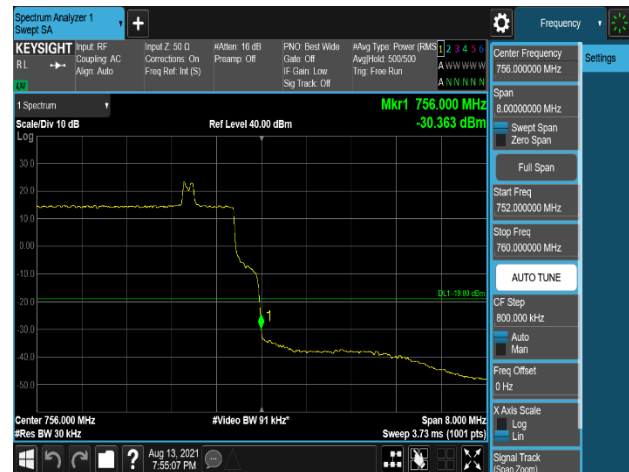 Spectrum Analyzer 1
Swept SA
+
Frequency
KEYSIGHT
RL
Input: RF
Coupling: AC
Align: Auto
Input Z: 50 Ω
Corrections: On
Freq Ref: Int (S)
#Atten: 16 dB
Preamp: Off
PNO: Best Wide
Gate: Off
IF Gain: Low
Sig Track: Off
#Avg Type: Power (RMS
Avg|Hold: 500/500
Trig: Free Run
1 2 3 4 5 6
A W W W W W
A N N N N N
1 Spectrum
Scale/Div 10 dB
Log
Ref Level 40.00 dBm
Mkr1 756.000 MHz
-30.363 dBm
30.0
20.0
10.0
0.00
-10.0
-20.0
-30.0
-40.0
-50.0
DL1 -19.00 dBm
1
Center 756.000 MHz
#Res BW 30 kHz
#Video BW 91 kHz*
Span 8.000 MHz
Sweep 3.73 ms (1001 pts)
Aug 13, 2021
7:55:07 PM
?
Center Frequency
756.000000 MHz
Span
8.00000000 MHz
Swept Span
Zero Span
Full Span
Start Freq
752.000000 MHz
Stop Freq
760.000000 MHz
AUTO TUNE
CF Step
800.000 kHz
Auto
Man
Freq Offset
0 Hz
X Axis Scale
Log
Lin
Signal Track
(Span Zoom)
Settings